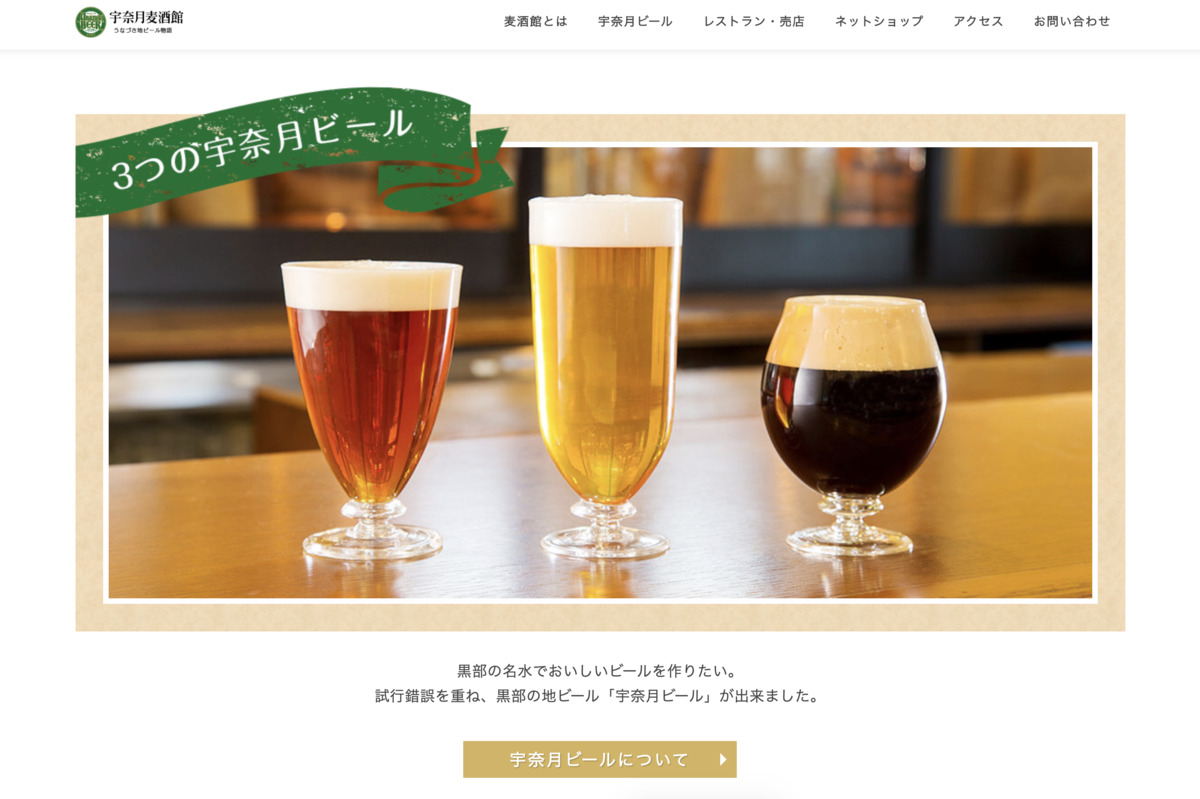 宇奈月麦酒館
うなづき地ビール物語
麦酒館とは
宇奈月ビール
レストラン・売店
ネットショップ
アクセス
お問い合わせ
3つの宇奈月ビール
黒部の名水でおいしいビールを作りたい。
試行錯誤を重ね、黒部の地ビール「宇奈月ビール」が出来ました。
宇奈月ビールについて